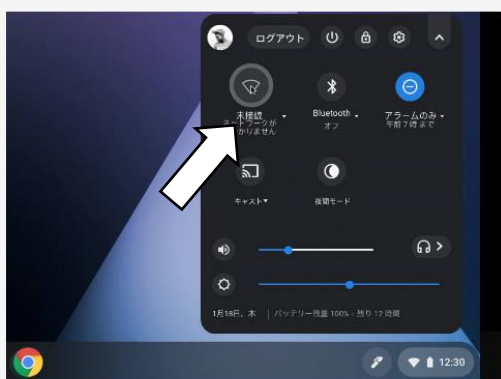 ログアウト
未接続
ネットワークが
かりません
Bluetooth
オフ
アラームのみ
午前7時まで
キャスト
夜間モード
1月18日、木 | バッテリー残量 100% - 残り 12 時間
12:30